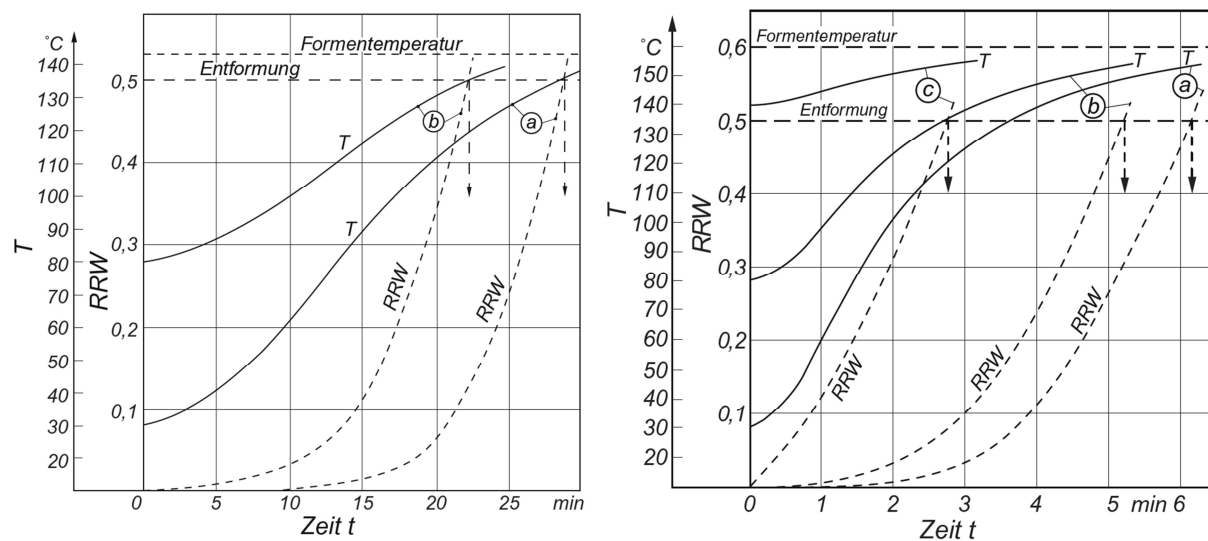 °C
140
130
120
110
100
90
80
70
60
50
40
30
20
T
0,5
0,4
0,3
0,2
0,1
RRW
Formentemperatur
Entformung
b
a
T
T
RRW
RRW
0
5
10
15
20
25
min
Zeit t
°C
150
140
130
120
110
100
90
80
70
60
50
40
30
20
T
0,6
0,5
0,4
0,3
0,2
0,1
RRW
Formentemperatur
T
T
T
c
b
a
Entformung
RRW
RRW
RRW
0
1
2
3
4
5
min 6
Zeit t